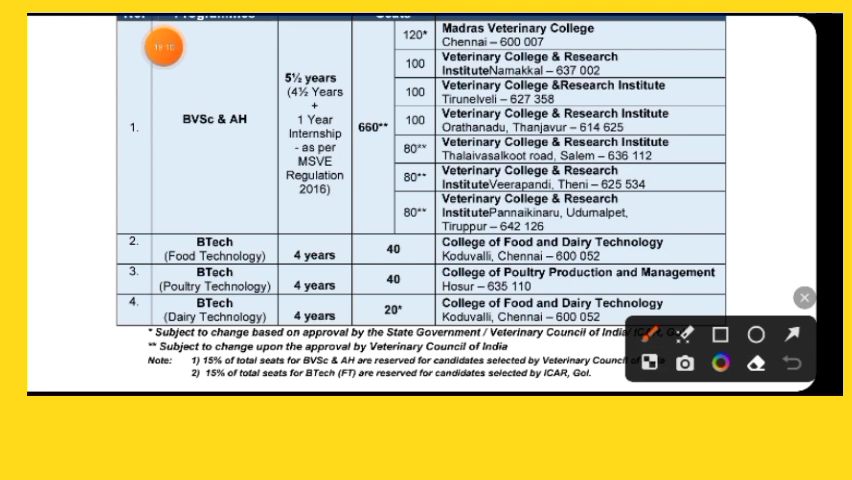 No. Programmes Seats
120* Madras Veterinary College
Chennai – 600 007
100 Veterinary College & Research
InstituteNamakkal – 637 002
100 Veterinary College &Research Institute
Tirunelveli – 627 358
100 Veterinary College & Research Institute
Orathanadu, Thanjavur – 614 625
80** Veterinary College & Research Institute
Thalaivasalkoot road, Salem – 636 112
80** Veterinary College & Research
InstituteVeerapandi, Theni – 625 534
80** Veterinary College & Research
InstitutePannaikinaru, Udumalpet,
Tiruppur – 642 126
1. BVSc & AH
5½ years
(4½ Years
+
1 Year
Internship
- as per
MSVE
Regulation
2016)
660**
2. BTech
(Food Technology) 4 years 40 College of Food and Dairy Technology
Koduvalli, Chennai – 600 052
3. BTech
(Poultry Technology) 4 years 40 College of Poultry Production and Management
Hosur – 635 110
4. BTech
(Dairy Technology) 4 years 20* College of Food and Dairy Technology
Koduvalli, Chennai – 600 052
* Subject to change based on approval by the State Government / Veterinary Council of India/
** Subject to change upon the approval by Veterinary Council of India
Note: 1) 15% of total seats for BVSc & AH are reserved for candidates selected by Veterinary Council of
2) 15% of total seats for BTech (FT) are reserved for candidates selected by ICAR, GoI.